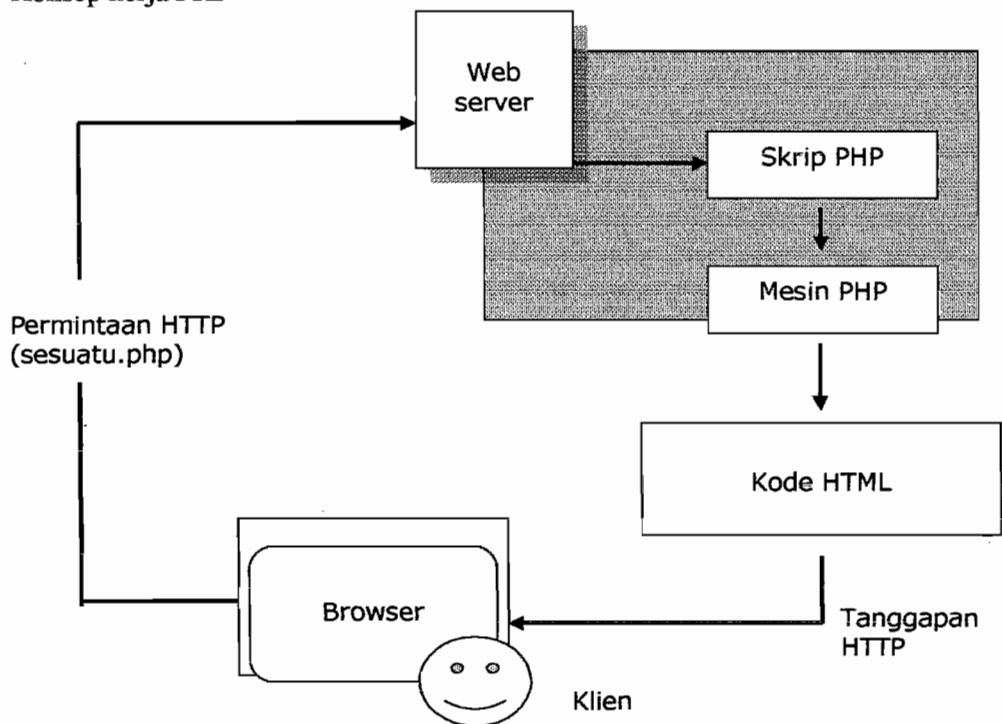 Web
server
Skrip PHP
Mesin PHP
Permintaan HTTP
(sesuatu.php)
Kode HTML
Browser
Tanggapan
HTTP
Klien